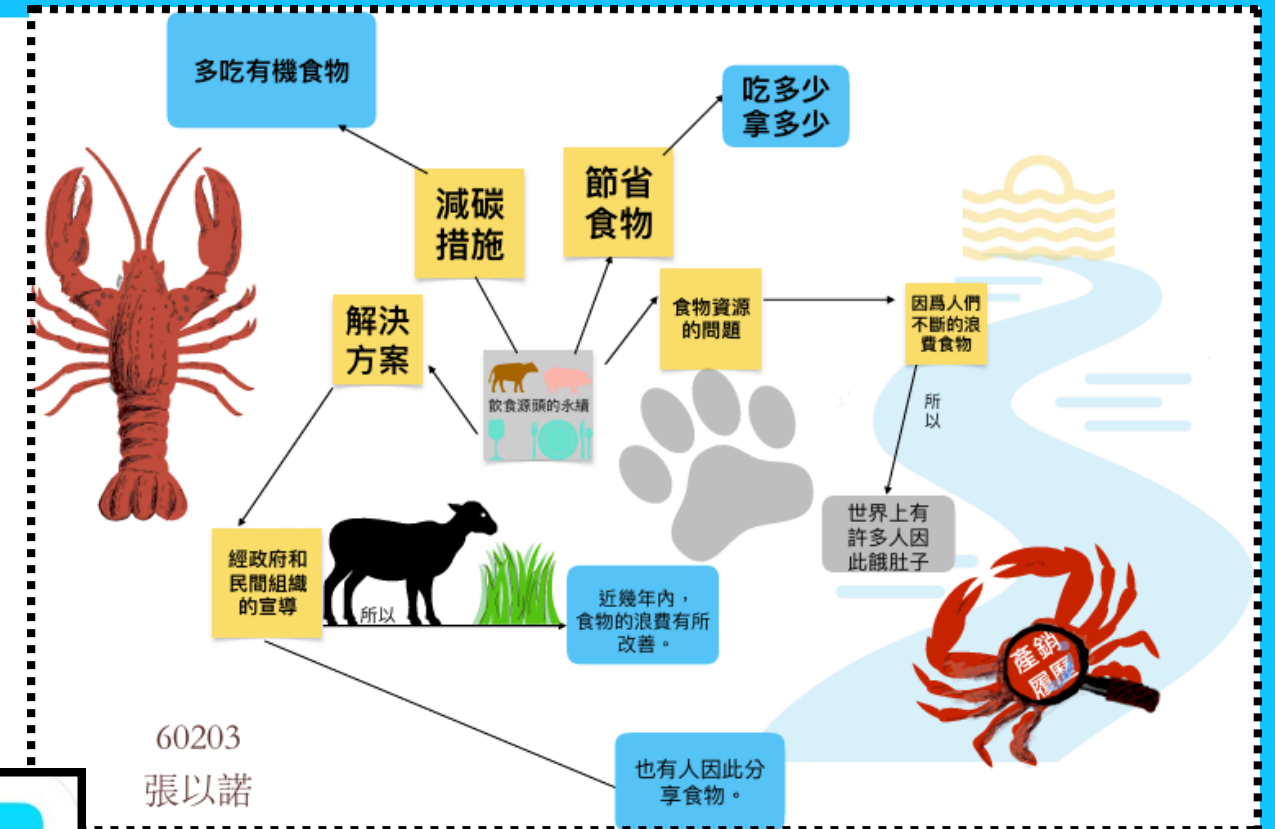 多吃有機食物
吃多少
拿多少
減碳
措施
節省
食物
解決
方案
食物資源
的問題
因爲人們
不斷的浪
費食物
飲食源頭的永續
所
以
世界上有
許多人因
此餓肚子
經政府和
民間組織
的宣導
所以
近幾年內，
食物的浪費有所
改善。
產銷
履歷
也有人因此分
享食物。
60203
張以諾